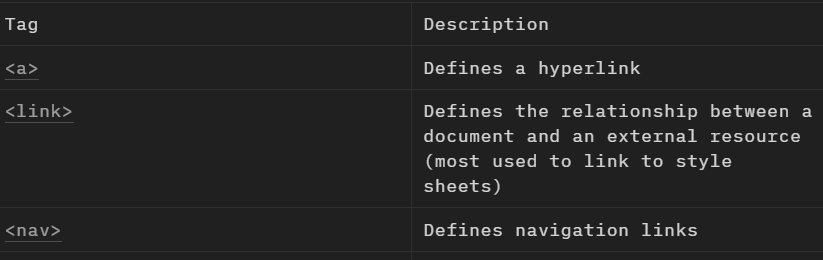 Tag Description
<a> Defines a hyperlink
<link> Defines the relationship between a
document and an external resource
(most used to link to style
sheets)
<nav> Defines navigation links